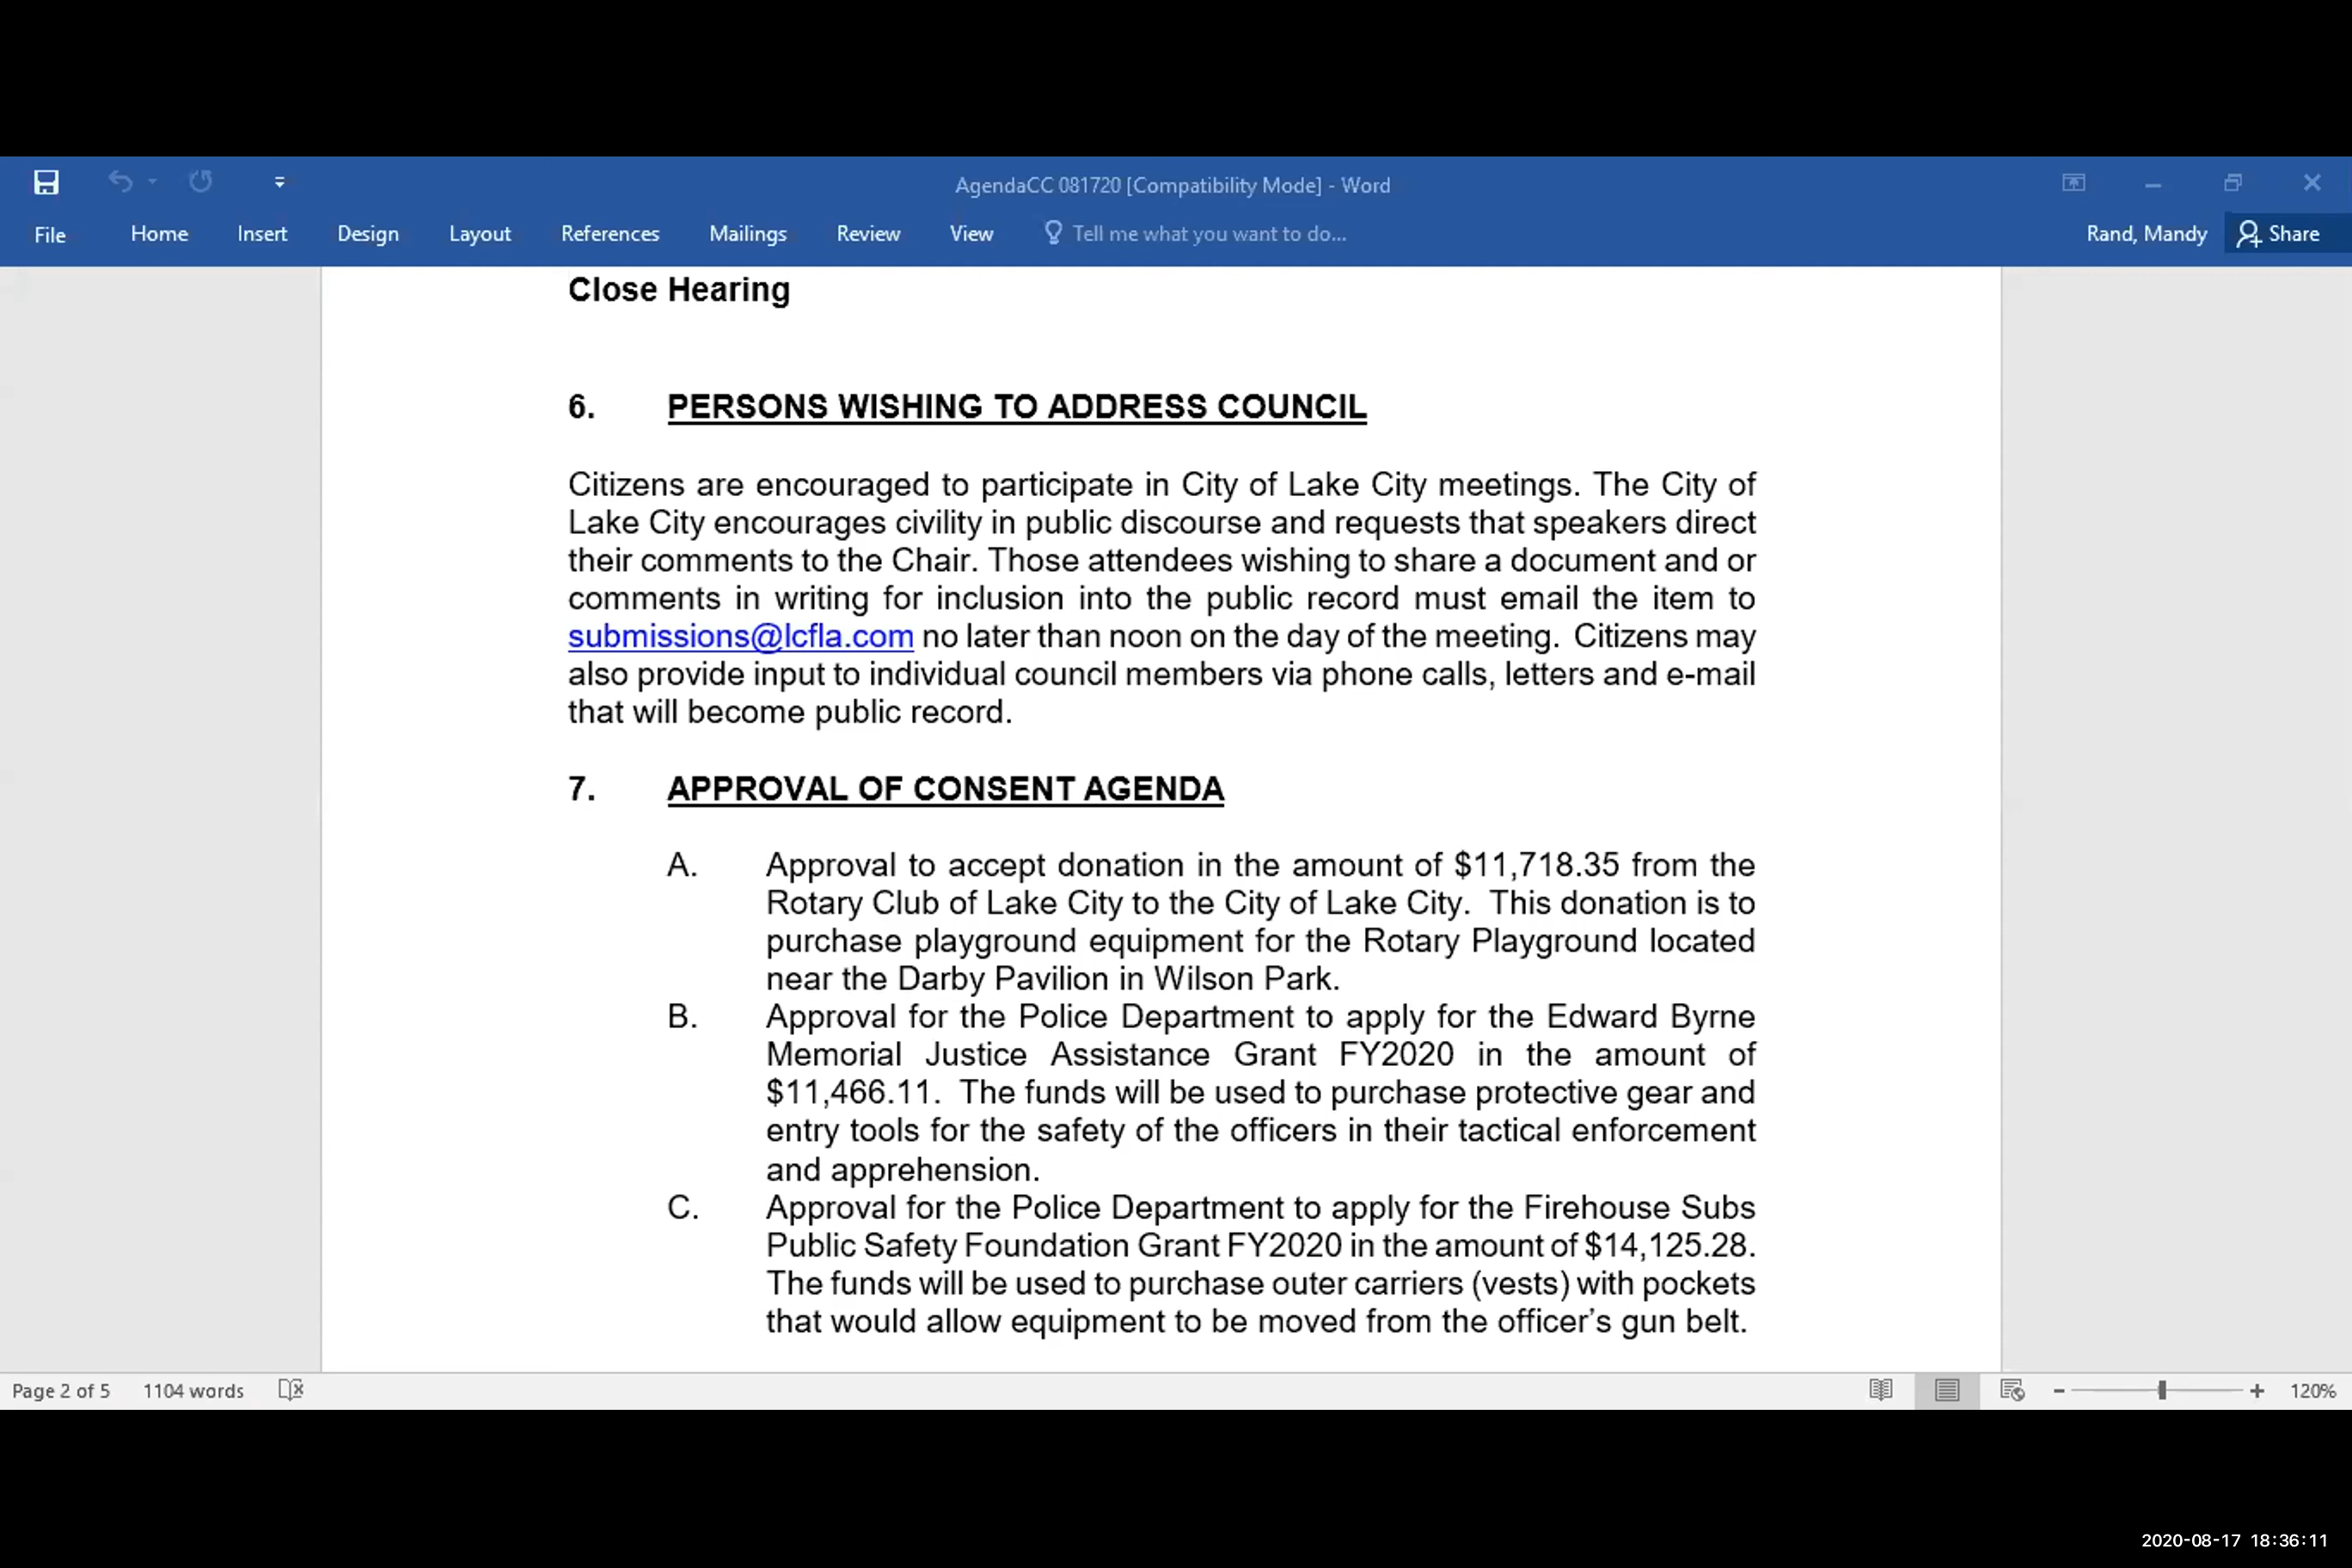 AgendaCC 081720 [Compatibility Mode] - Word
File Home Insert Design Layout References Mailings Review View Tell me what you want to do... Rand, Mandy Share
Close Hearing
6. PERSONS WISHING TO ADDRESS COUNCIL
Citizens are encouraged to participate in City of Lake City meetings. The City of
Lake City encourages civility in public discourse and requests that speakers direct
their comments to the Chair. Those attendees wishing to share a document and or
comments in writing for inclusion into the public record must email the item to
submissions@lcfla.com no later than noon on the day of the meeting. Citizens may
also provide input to individual council members via phone calls, letters and e-mail
that will become public record.
7. APPROVAL OF CONSENT AGENDA
A. Approval to accept donation in the amount of $11,718.35 from the
Rotary Club of Lake City to the City of Lake City. This donation is to
purchase playground equipment for the Rotary Playground located
near the Darby Pavilion in Wilson Park.
B. Approval for the Police Department to apply for the Edward Byrne
Memorial Justice Assistance Grant FY2020 in the amount of
$11,466.11. The funds will be used to purchase protective gear and
entry tools for the safety of the officers in their tactical enforcement
and apprehension.
C. Approval for the Police Department to apply for the Firehouse Subs
Public Safety Foundation Grant FY2020 in the amount of $14,125.28.
The funds will be used to purchase outer carriers (vests) with pockets
that would allow equipment to be moved from the officer’s gun belt.
Page 2 of 5 1104 words 120%
2020-08-17 18:36:11